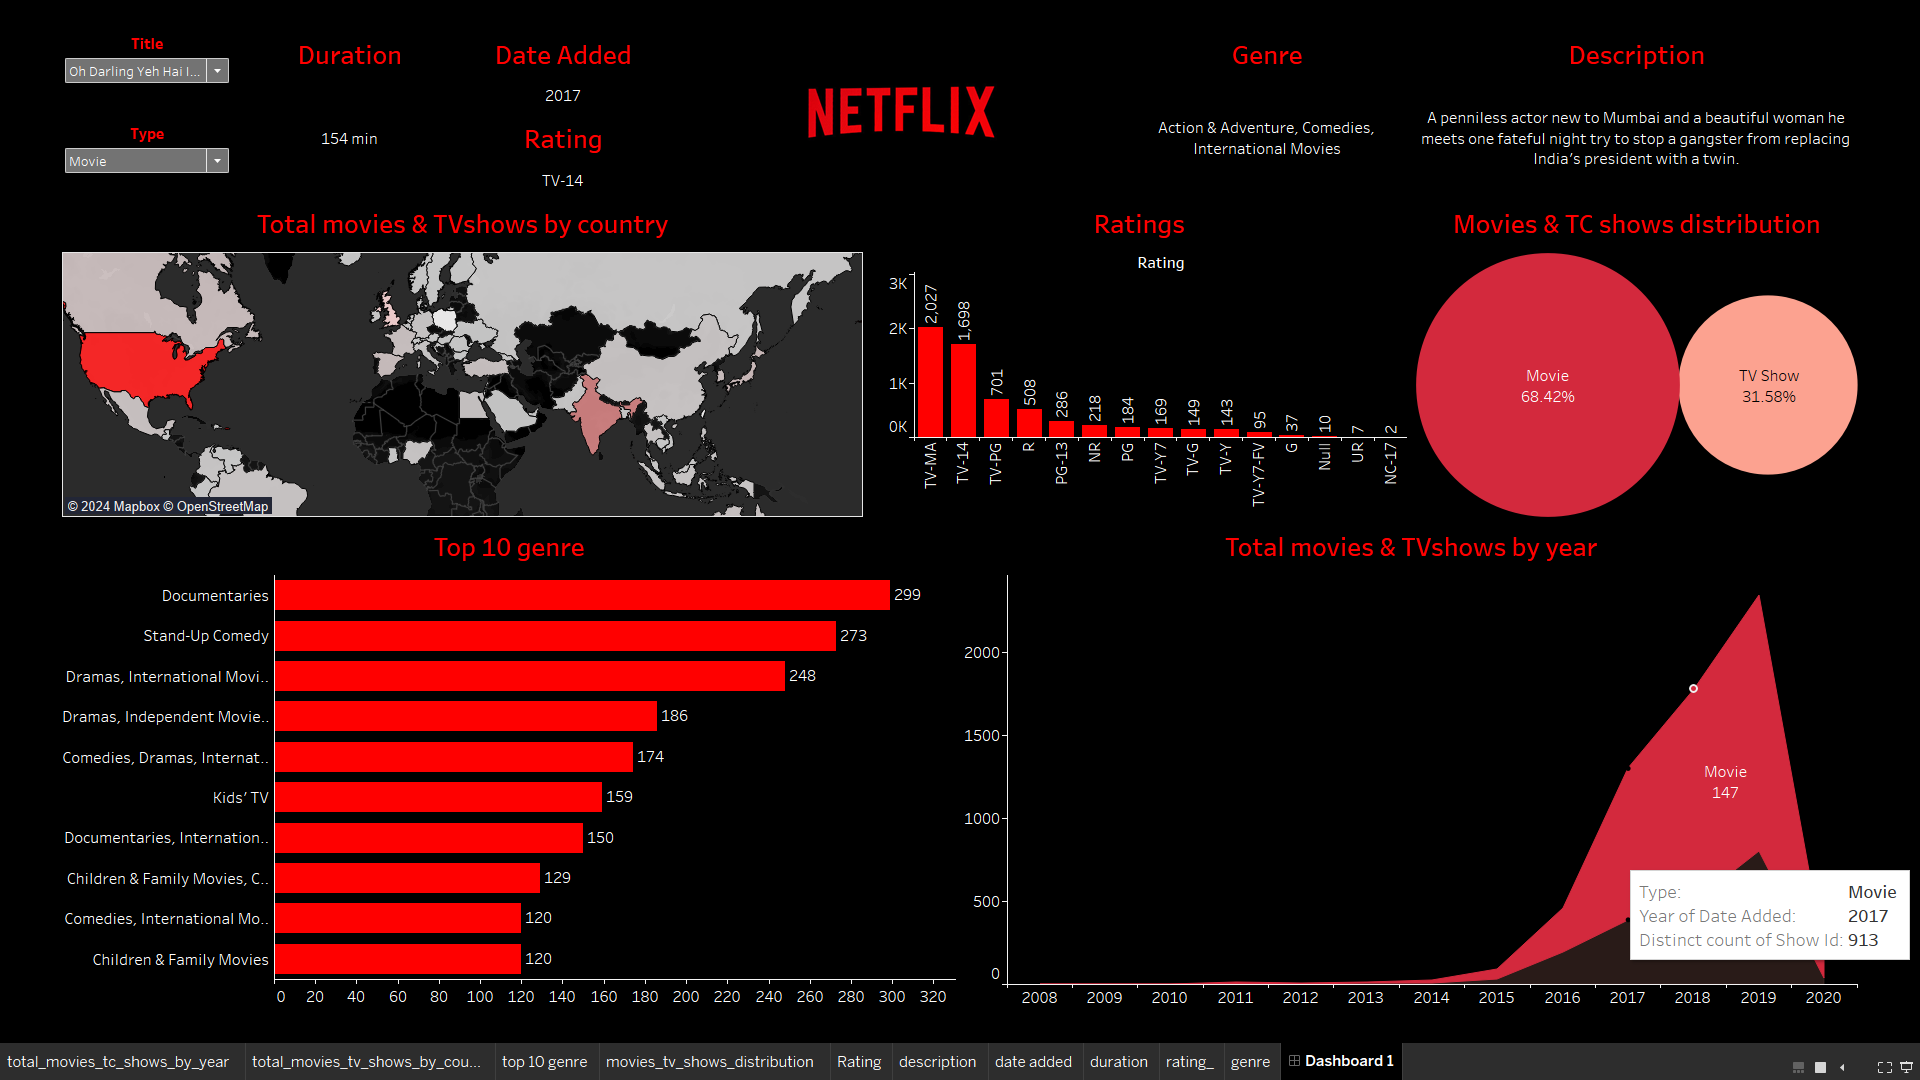 Title
Oh Darling Yeh Hai I...
Type
Movie
Duration
154 min
Date Added
2017
Rating
TV-14
NETFLIX
Genre
Action & Adventure, Comedies,
International Movies
Description
A penniless actor new to Mumbai and a beautiful woman he
meets one fateful night try to stop a gangster from replacing
India’s president with a twin.
Total movies & TVshows by country
© 2024 Mapbox © OpenStreetMap
Ratings
Rating
3K
2K
1K
0K
2,027
1,698
701
508
286
218
184
169
149
143
95
37
10
7
2
TV-MA
TV-14
TV-PG
R
PG-13
NR
PG
TV-Y7
TV-G
TV-Y
TV-Y7-FV
G
Null
UR
NC-17
Movies & TC shows distribution
Movie
68.42%
TV Show
31.58%
Top 10 genre
Documentaries 299
Stand-Up Comedy 273
Dramas, International Movi.. 248
Dramas, Independent Movie.. 186
Comedies, Dramas, Internat.. 174
Kids’ TV 159
Documentaries, Internation.. 150
Children & Family Movies, C.. 129
Comedies, International Mo.. 120
Children & Family Movies 120
0 20 40 60 80 100 120 140 160 180 200 220 240 260 280 300 320
Total movies & TVshows by year
2000
1500
1000
500
0
Movie
147
Type: Movie
Year of Date Added: 2017
Distinct count of Show Id: 913
2008 2009 2010 2011 2012 2013 2014 2015 2016 2017 2018 2019 2020
total_movies_tc_shows_by_year total_movies_tv_shows_by_cou... top 10 genre movies_tv_shows_distribution Rating description date added duration rating_ genre Dashboard 1